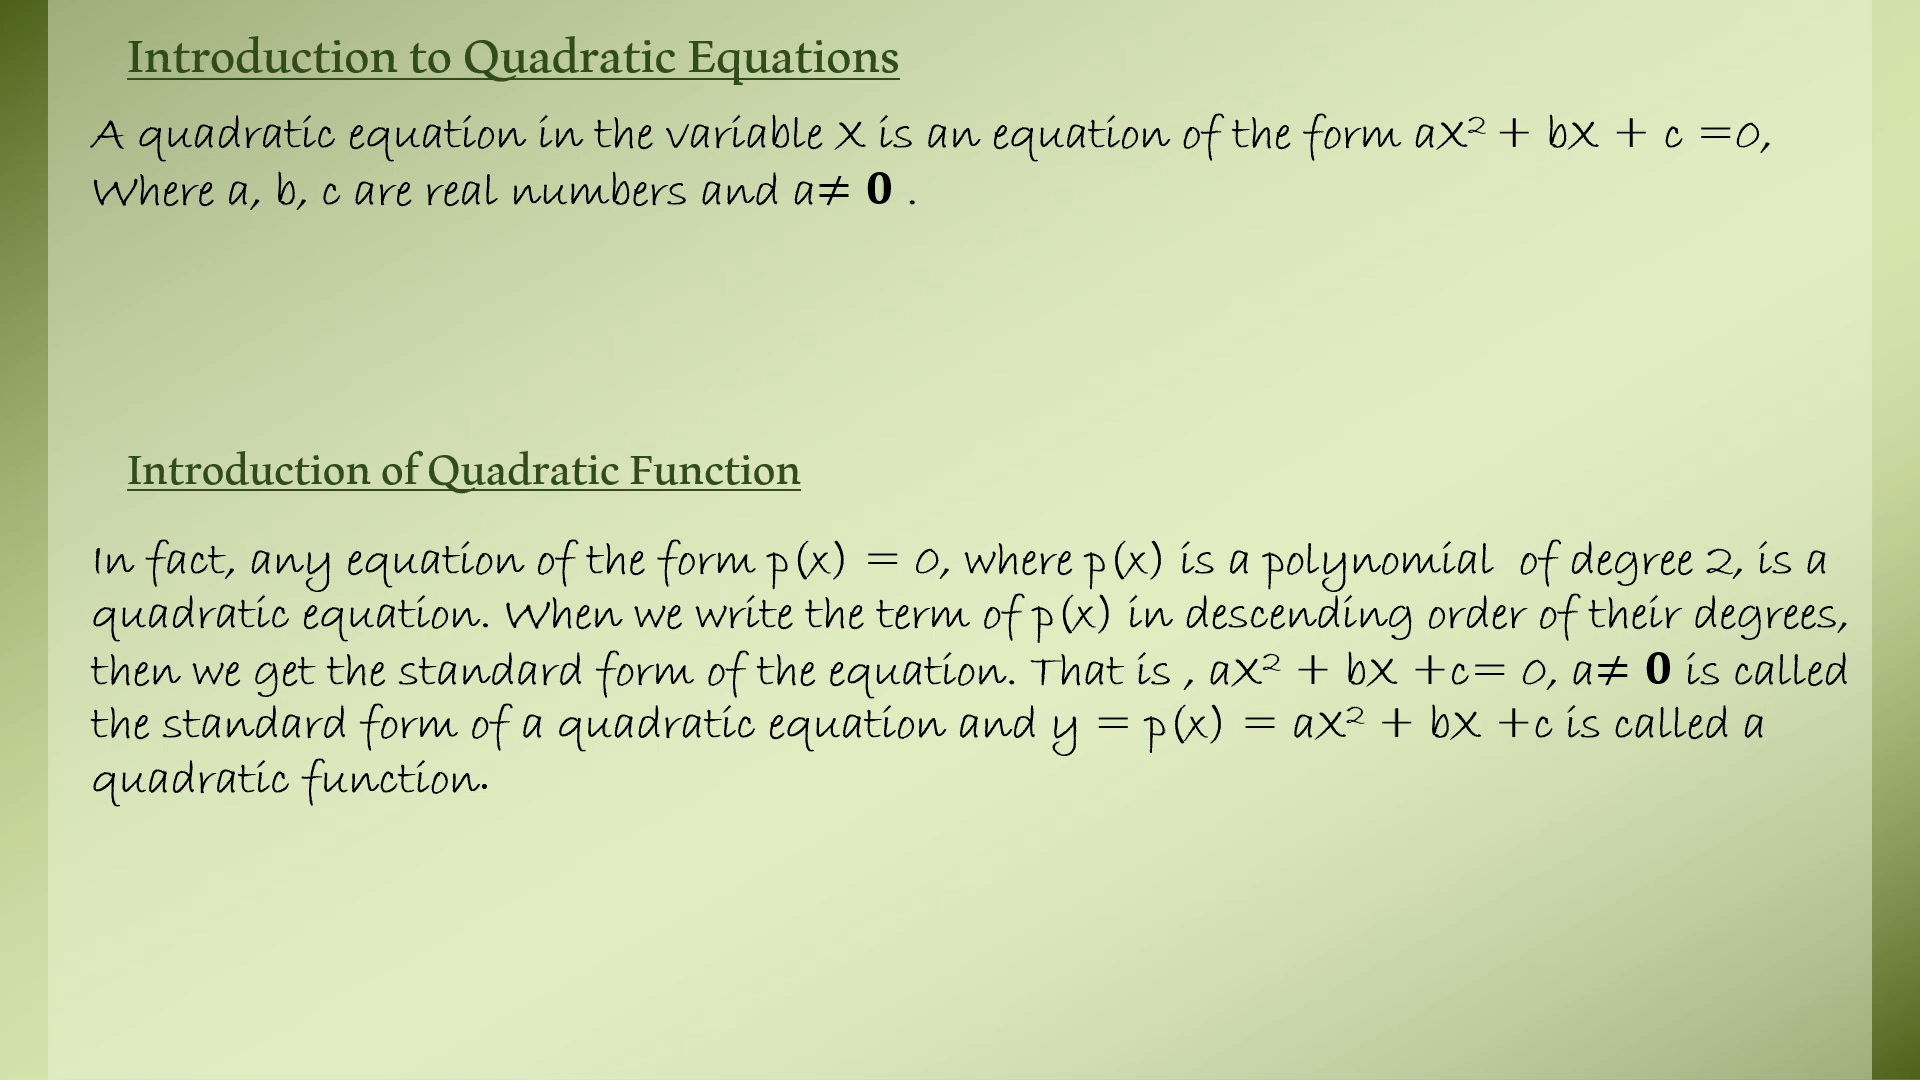 Introduction to Quadratic Equations
A quadratic equation in the variable x is an equation of the form ax² + bx + c =0,
Where a, b, c are real numbers and a≠ 0 .
Introduction of Quadratic Function
In fact, any equation of the form p(x) = 0, where p(x) is a polynomial of degree 2, is a
quadratic equation. When we write the term of p(x) in descending order of their degrees,
then we get the standard form of the equation. That is , ax² + bx +c= 0, a≠ 0 is called
the standard form of a quadratic equation and y = p(x) = ax² + bx +c is called a
quadratic function.